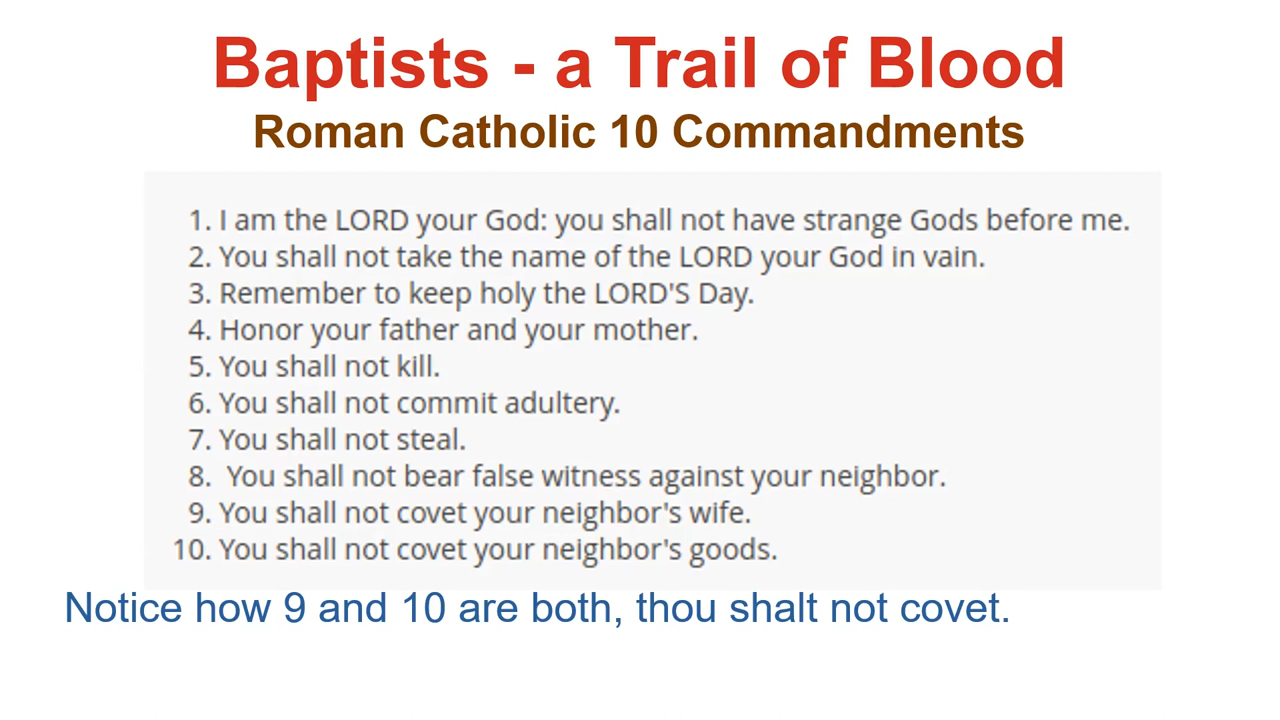 Baptists - a Trail of Blood
Roman Catholic 10 Commandments
1. I am the LORD your God: you shall not have strange Gods before me.
2. You shall not take the name of the LORD your God in vain.
3. Remember to keep holy the LORD'S Day.
4. Honor your father and your mother.
5. You shall not kill.
6. You shall not commit adultery.
7. You shall not steal.
8. You shall not bear false witness against your neighbor.
9. You shall not covet your neighbor's wife.
10. You shall not covet your neighbor's goods.
Notice how 9 and 10 are both, thou shalt not covet.